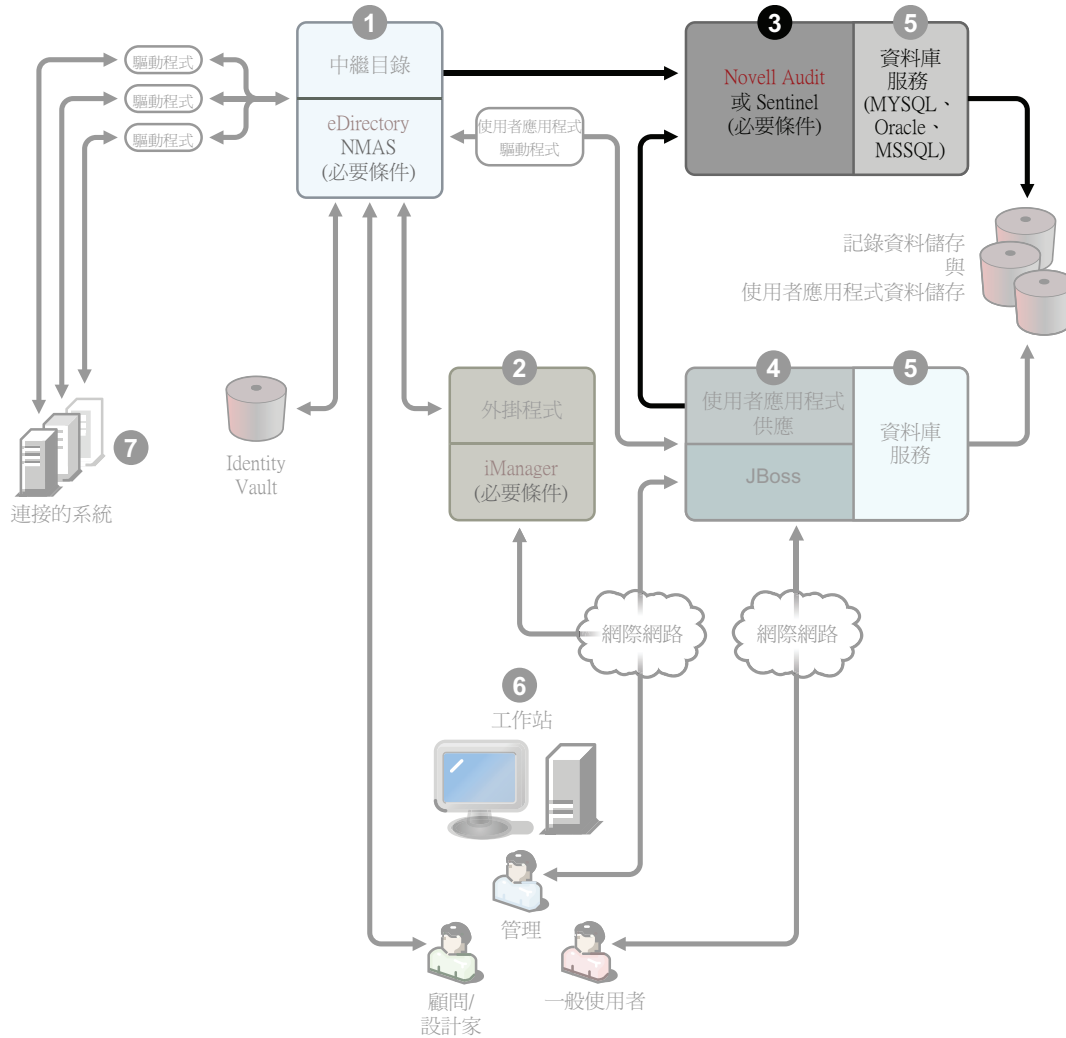 1
中繼目錄
eDirectory
NMAS
(必要條件)
驅動程式
驅動程式
驅動程式
使用者應用程式
驅動程式
3
Novell Audit
或 Sentinel
(必要條件)
5
資料庫
服務
(MYSQL、
Oracle、
MSSQL)
記錄資料儲存
與
使用者應用程式資料儲存
2
外掛程式
iManager
(必要條件)
4
使用者應用程式
供應
JBoss
5
資料庫
服務
7
連接的系統
Identity
Vault
網際網路
網際網路
6
工作站
管理
顧問/
設計家
一般使用者